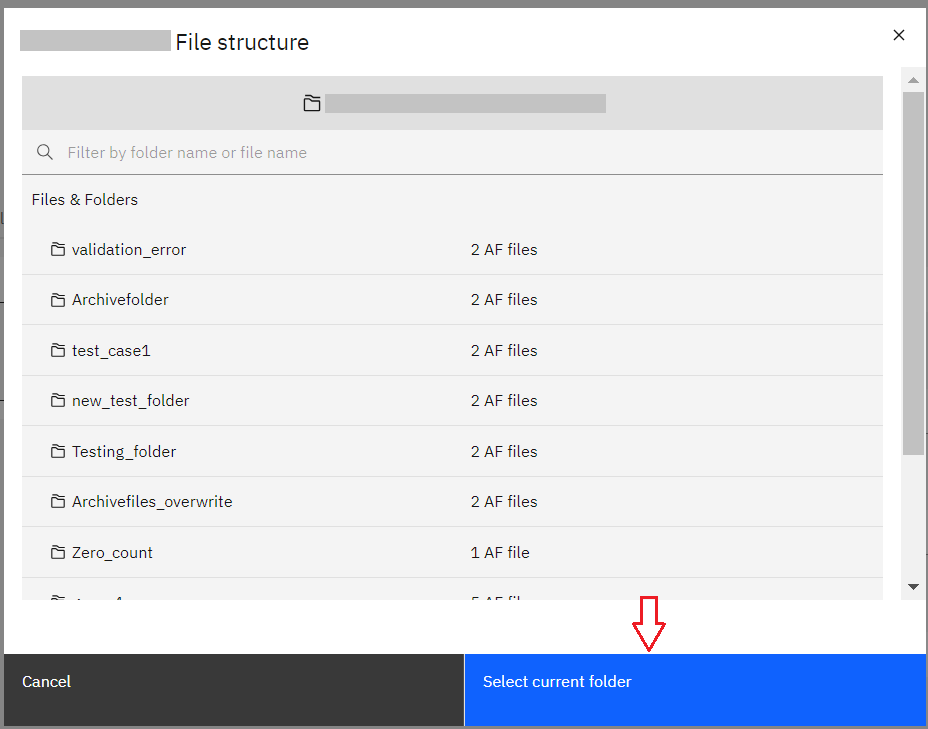 File structure
Filter by folder name or file name
Files & Folders
validation_error 2 AF files
Archivefolder 2 AF files
test_case1 2 AF files
new_test_folder 2 AF files
Testing_folder 2 AF files
Archivefiles_overwrite 2 AF files
Zero_count 1 AF file
Cancel Select current folder